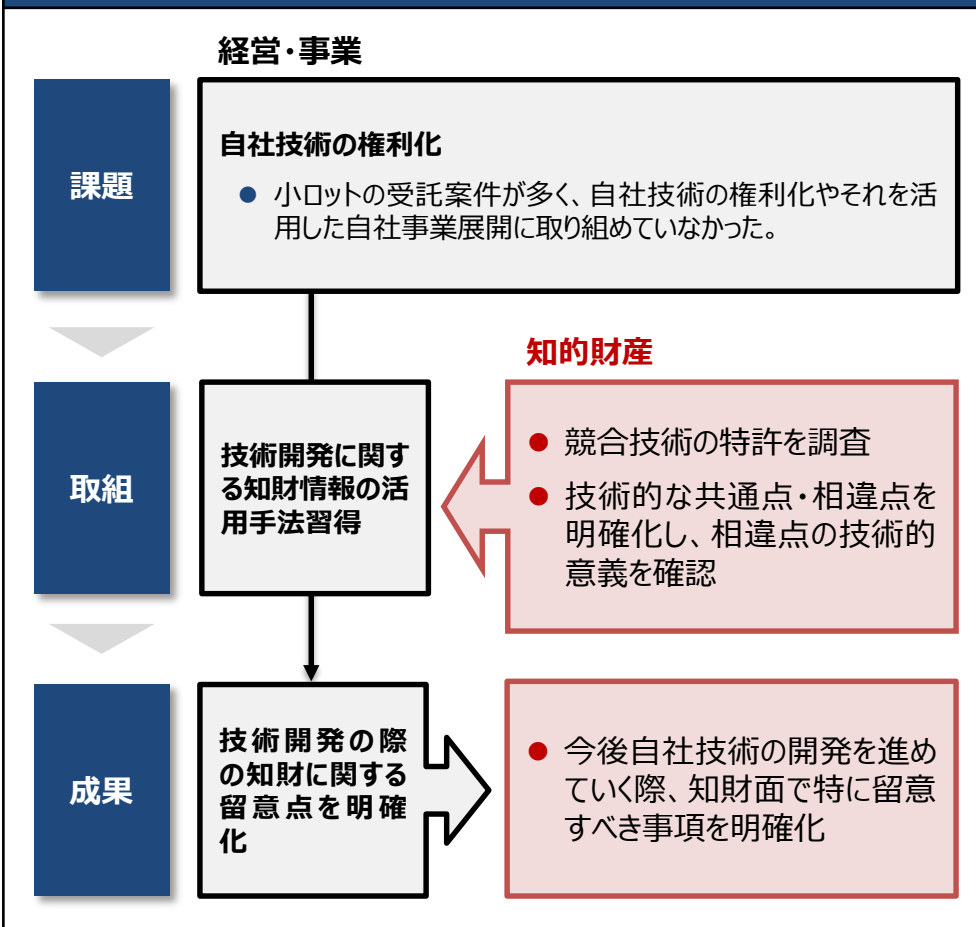 経営・事業
課題
自社技術の権利化
● 小ロットの受託案件が多く、自社技術の権利化やそれを活
用した自社事業展開に取り組めていなかった。
知的財産
取組
技術開発に関す
る知財情報の活
用手法習得
● 競合技術の特許を調査
● 技術的な共通点・相違点を
明確化し、相違点の技術的
意義を確認
成果
技術開発の際
の知財に関する
留意点を明確
化
● 今後自社技術の開発を進め
ていく際、知財面で特に留意
すべき事項を明確化